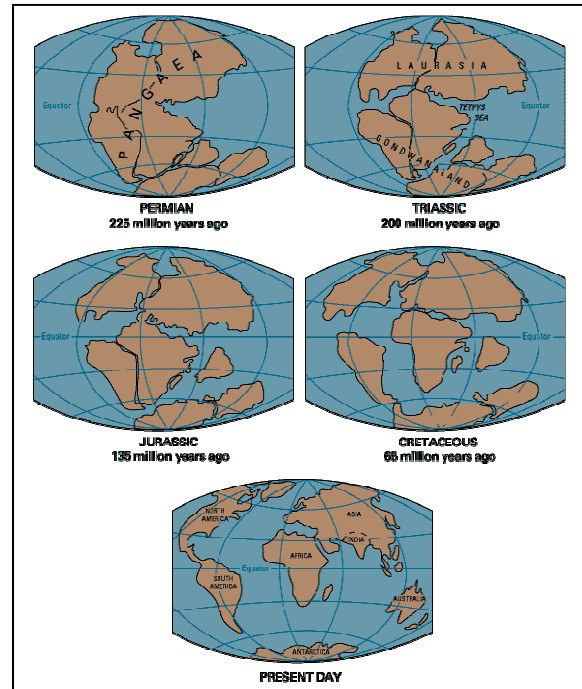 PANGAEA
Equator
PERMIAN
225 million years ago
LAURASIA
TETHYS
SEA
Equator
GONDWANALAND
TRIASSIC
200 million years ago
Equator
JURASSIC
135 million years ago
Equator
CRETACEOUS
65 million years ago
NORTH
AMERICA
ASIA
INDIA
AFRICA
Equator
SOUTH
AMERICA
AUSTRALIA
ANTARCTICA
PRESENT DAY